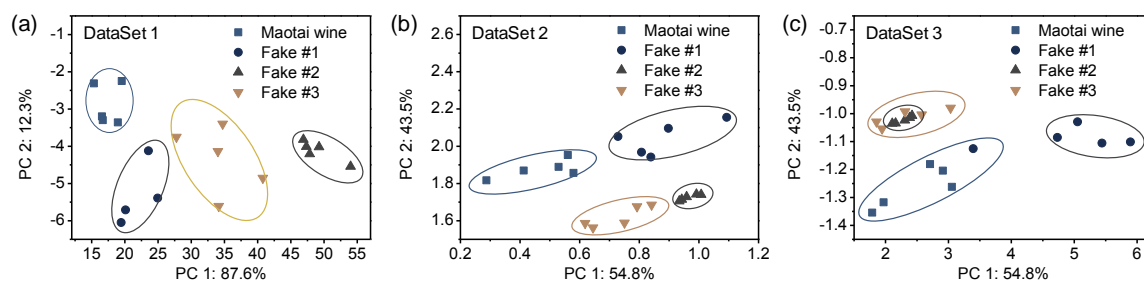 (a)
DataSet 1
Maotai wine
Fake #1
Fake #2
Fake #3
PC 2: 12.3%
-1
-2
-3
-4
-5
-6
15 20 25 30 35 40 45 50 55
PC 1: 87.6%
(b)
DataSet 2
Maotai wine
Fake #1
Fake #2
Fake #3
PC 2: 43.5%
2.6
2.4
2.2
2.0
1.8
1.6
1.4
0.2 0.4 0.6 0.8 1.0 1.2
PC 1: 54.8%
(c)
DataSet 3
Maotai wine
Fake #1
Fake #2
Fake #3
PC 2: 43.5%
-0.7
-0.8
-0.9
-1.0
-1.1
-1.2
-1.3
-1.4
2 3 4 5 6
PC 1: 54.8%